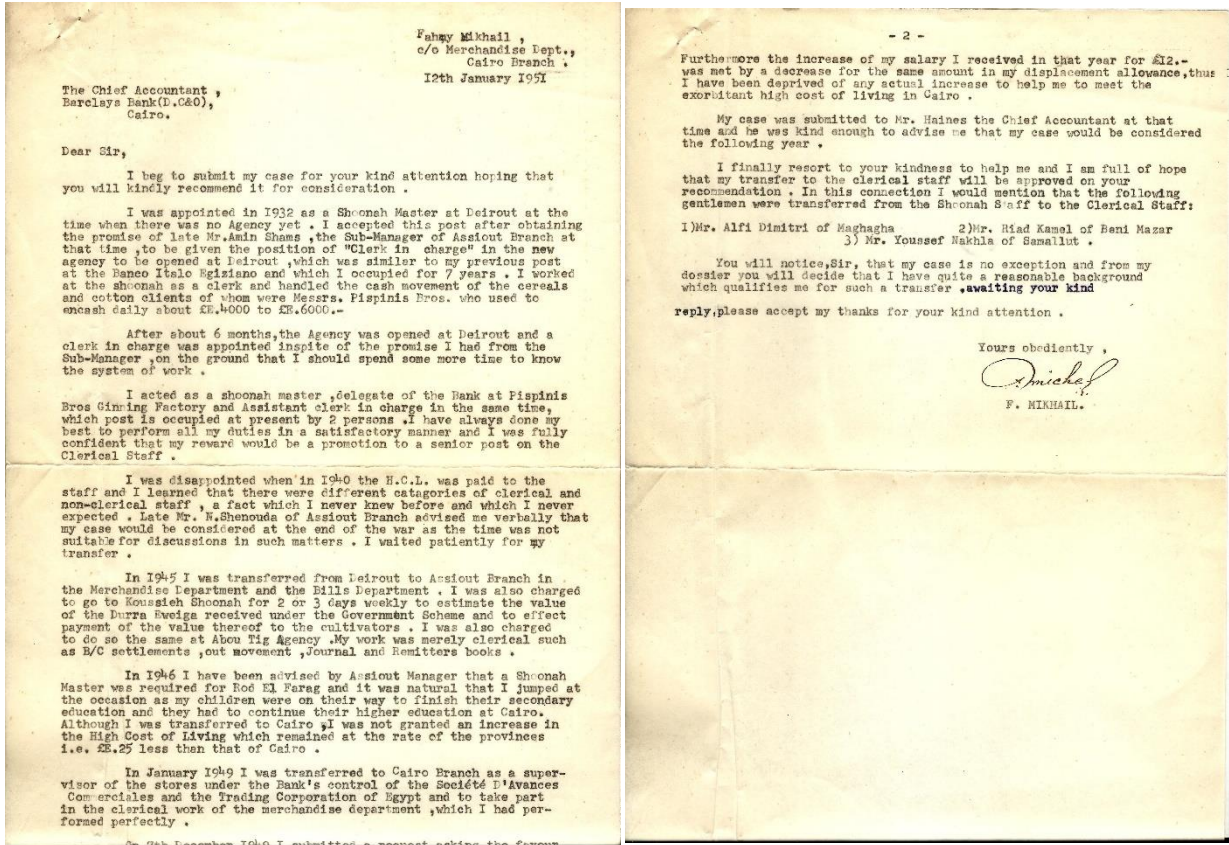 Fahmy Mikhail ,
c/o Merchandise Dept.,
Cairo Branch .
12th January 1951
The Chief Accountant ,
Barclays Bank(D.C&O),
Cairo.
Dear Sir,
I beg to submit my case for your kind attention hoping that
you will kindly recommend it for consideration .
I was appointed in I932 as a Shoonah Master at Deirout at the
time when there was no Agency yet . I accepted this post after obtaining
the promise of late Mr.Amin Shams ,the Sub-Manager of Assiout Branch at
that time ,to be given the position of "Clerk in charge" in the new
agency to be opened at Deirout ,which was similer to my previous post
at the Banco Italo Egiziano and which I occupied for 7 years . I worked
at the shoonah as a clerk and handled the cash movement of the cereals
and cotton clients of whom were Messrs. Pispinis Bros. who used to
encash daily about £E.4000 to £E.6000.-
After about 6 months,the Agency was opened at Deirout and a
clerk in charge was appointed inspite of the promise I had from the
Sub-Manager ,on the ground that I should spend some more time to know
the system of work .
I acted as a shoonah master ,delegate of the Bank at Pispinis
Bros Ginning Factory and Assistant clerk in charge in the same time,
which post is occupied at present by 2 persons .I have always done my
best to perform all my duties in a satisfactory manner and I was fully
confident that my reward would be a promotion to a senior post on the
Clerical Staff .
I was disappointed when in I940 the H.C.L. was paid to the
staff and I learned that there were different catagories of clerical and
non-clerical staff , a fact which I never knew before and which I never
expected . Late Mr. N.Shenouda of Assiout Branch advised me verbally that
my case would be considered at the end of the war as the time was not
suitable for discussions in such matters . I waited patiently for my
transfer .
In I945 I was transferred from Deirout to Assiout Branch in
the Merchandise Department and the Bills Department . I was also charged
to go to Koussieh Shoonah for 2 or 3 days weekly to estimate the value
of the Durra Eweiga received under the Government Scheme and to effect
payment of the value thereof to the cultivators . I was also charged
to do so the same at Abou Tig Agency .My work was merely clerical such
as B/C settlements ,out movement ,Journal and Remitters books .
In I946 I have been advised by Assiout Manager that a Shoonah
Master was required for Rod El Farag and it was natural that I jumped at
the occasion as my children were on their way to finish their secondary
education and they had to continue their higher education at Cairo.
Although I was transferred to Cairo ,I was not granted an increase in
the High Cost of Living which remained at the rate of the provinces
i.e. £E.25 less than that of Cairo .
In January I949 I was transferred to Cairo Branch as a super-
visor of the stores under the Bank's control of the Société D'Avances
Commerciales and the Trading Corporation of Egypt and to take part
in the clerical work of the merchandise department ,which I had per-
formed perfectly .
On 7th December I949 I submitted a request asking the favour
- 2 -
Furthermore the increase of my salary I received in that year for £I2.-
was met by a decrease for the same amount in my displacement allowance,thus
I have been deprived of any actual increase to help me to meet the
exorbitant high cost of living in Cairo .
My case was submitted to Mr. Haines the Chief Accountant at that
time and he was kind enough to advise me that my case would be considered
the following year .
I finally resort to your kindness to help me and I am full of hope
that my transfer to the clerical staff will be approved on your
recommendation . In this connection I would mention that the following
gentlemen were transferred from the Shoonah Staff to the Clerical Staff:
I)Mr. Alfi Dimitri of Maghagha 2)Mr. Riad Kamel of Beni Mazar
3) Mr. Youssef Nakhla of Samallut .
You will notice,Sir, that my case is no exception and from my
dossier you will decide that I have quite a reasonable background
which qualifies me for such a transfer .awaiting your kind
reply,please accept my thanks for your kind attention .
Yours obediently ,
F. MIKHAIL.